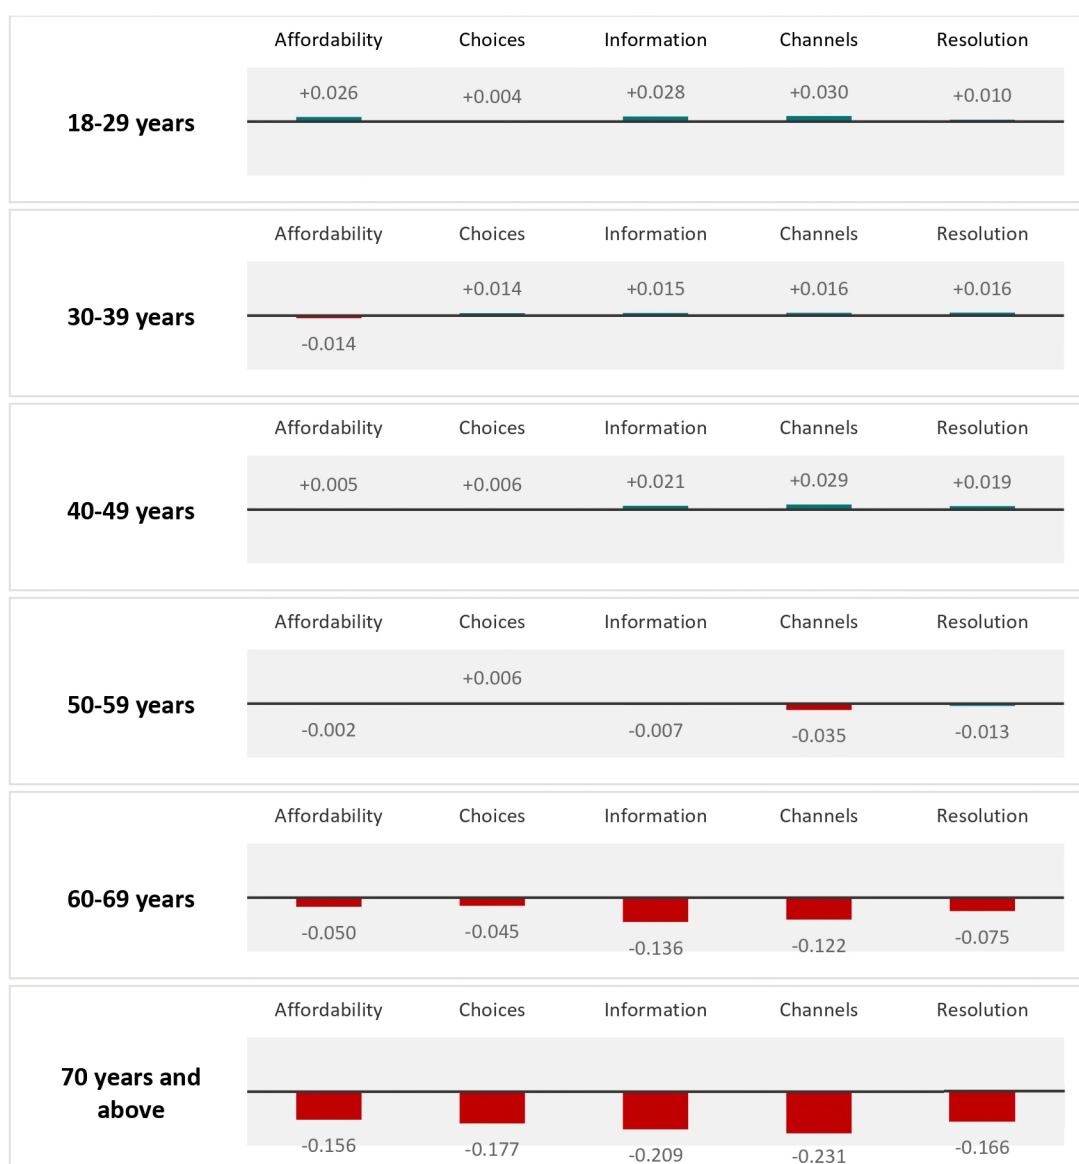 Affordability Choices Information Channels Resolution
+0.026 +0.004 +0.028 +0.030 +0.010
18-29 years
Affordability Choices Information Channels Resolution
+0.014 +0.015 +0.016 +0.016
30-39 years
-0.014
Affordability Choices Information Channels Resolution
+0.005 +0.006 +0.021 +0.029 +0.019
40-49 years
Affordability Choices Information Channels Resolution
+0.006
50-59 years
-0.002 -0.007 -0.035 -0.013
Affordability Choices Information Channels Resolution
60-69 years
-0.050 -0.045 -0.136 -0.122 -0.075
Affordability Choices Information Channels Resolution
70 years and
above
-0.156 -0.177 -0.209 -0.231 -0.166